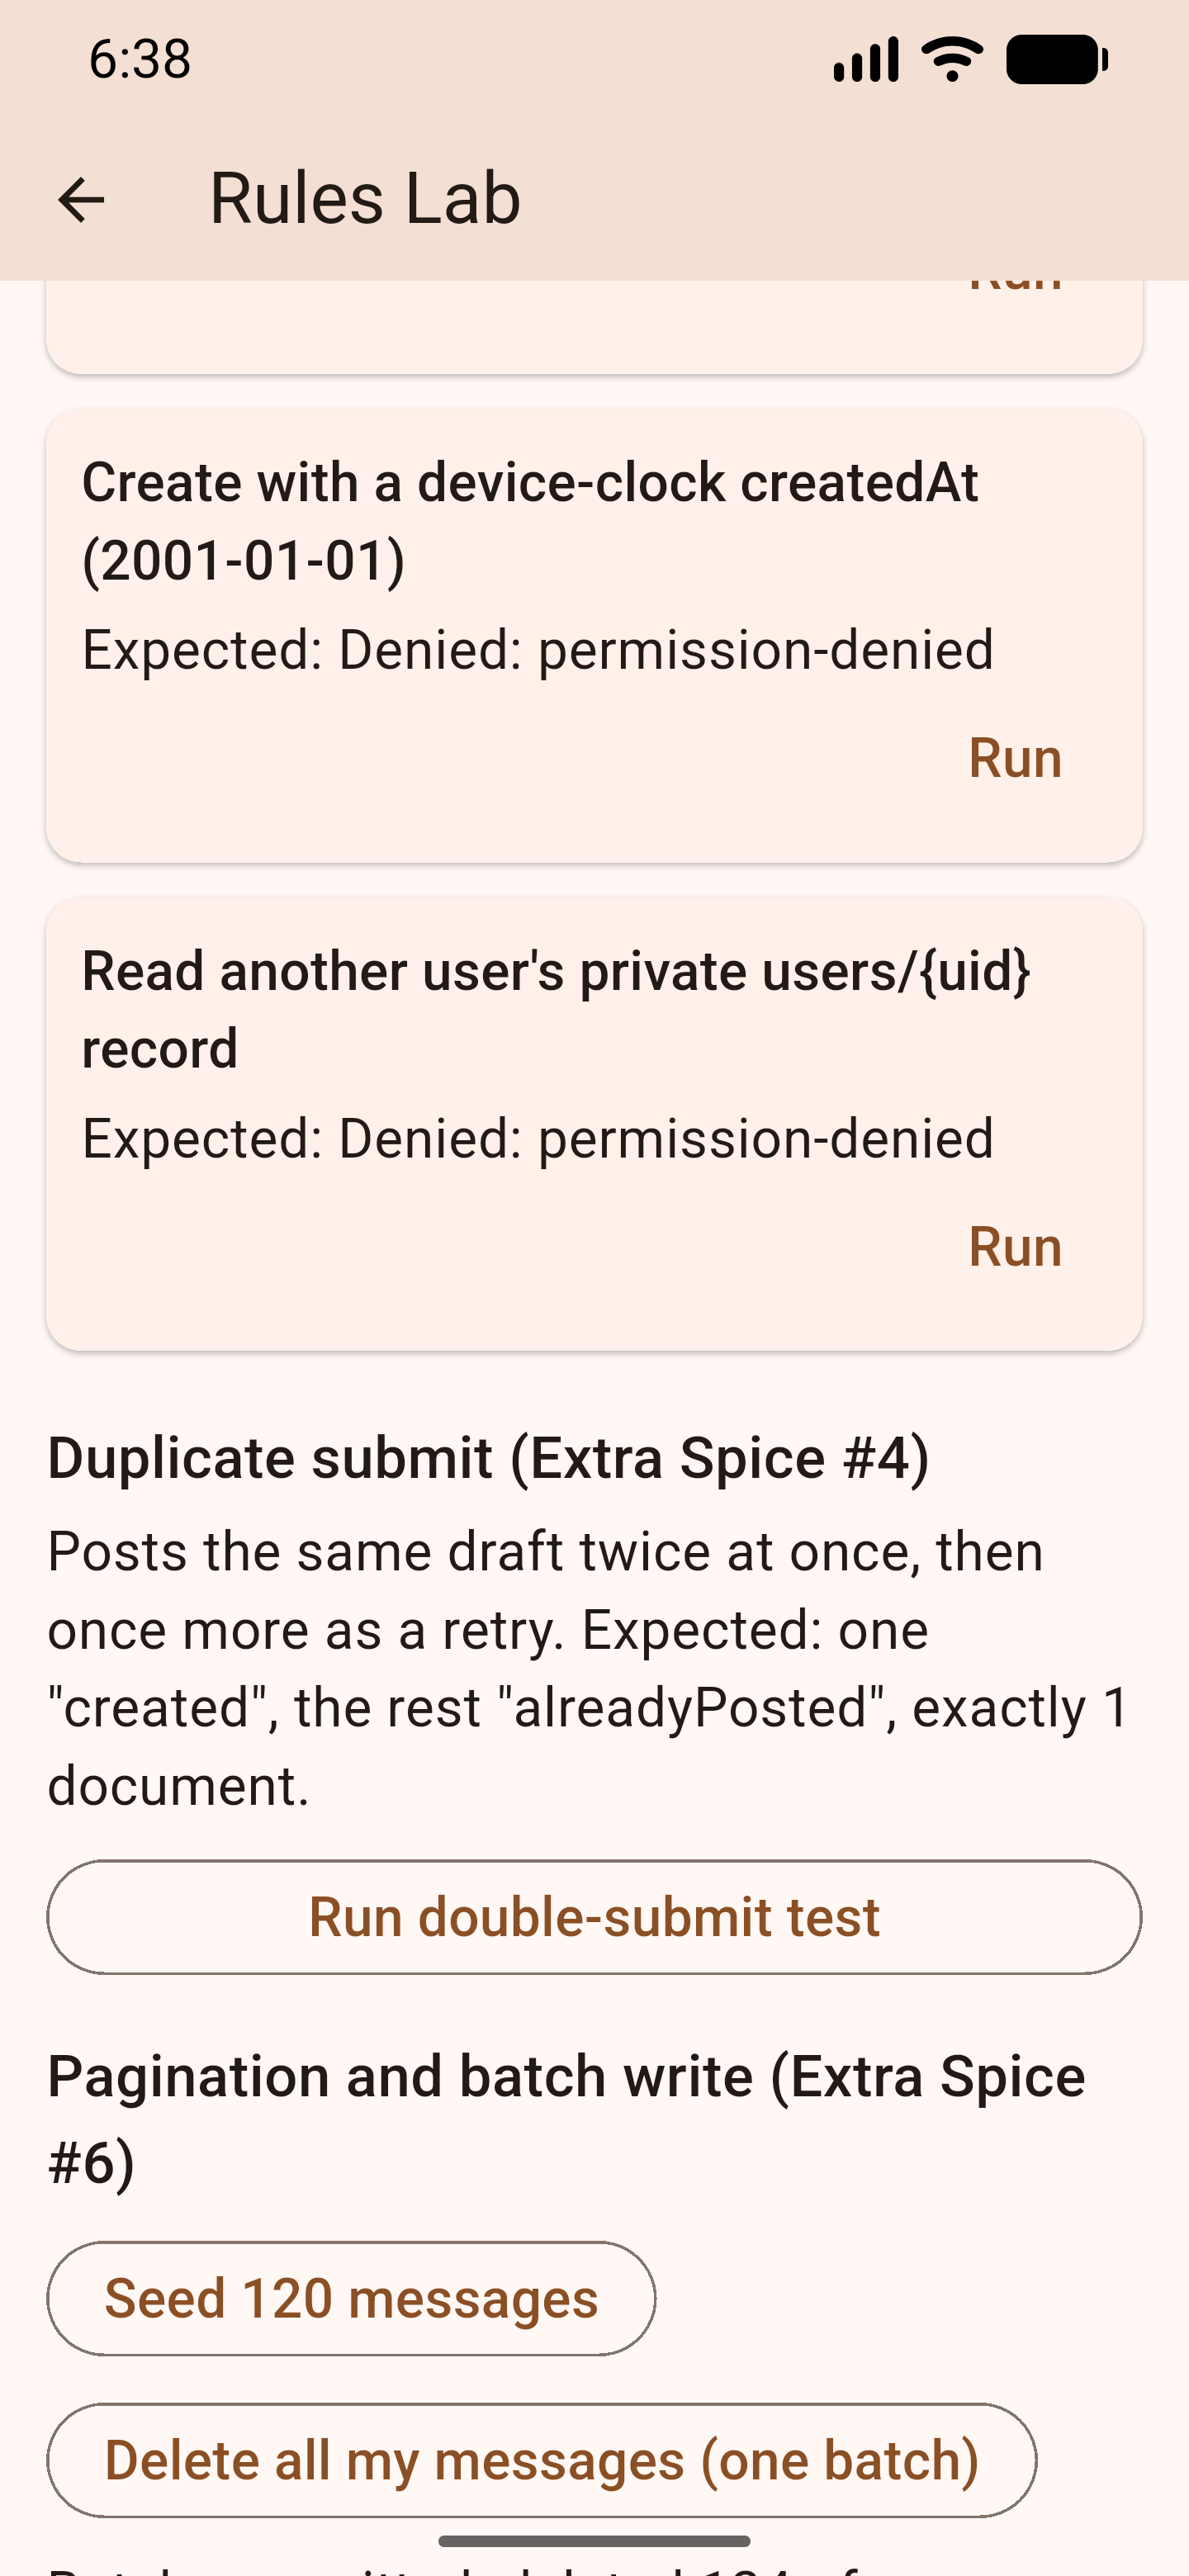 6:38
Rules Lab
Run
Create with a device-clock createdAt
(2001-01-01)
Expected: Denied: permission-denied
Run
Read another user's private users/{uid}
record
Expected: Denied: permission-denied
Run
Duplicate submit (Extra Spice #4)
Posts the same draft twice at once, then
once more as a retry. Expected: one
"created", the rest "alreadyPosted", exactly 1
document.
Run double-submit test
Pagination and batch write (Extra Spice
#6)
Seed 120 messages
Delete all my messages (one batch)